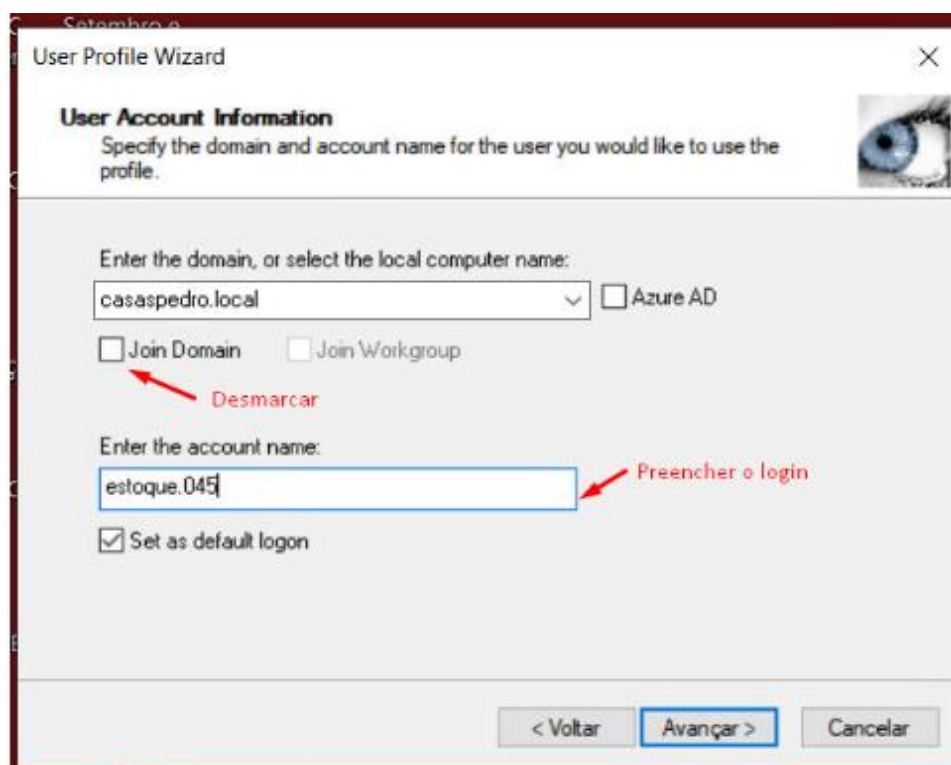 Setembro e
User Profile Wizard
User Account Information
Specify the domain and account name for the user you would like to use the
profile.
Enter the domain, or select the local computer name:
casaspedro.local
Azure AD
Join Domain
Join Workgroup
Desmarcar
Enter the account name:
estoque.045
Preencher o login
Set as default logon
< Voltar
Avançar >
Cancelar